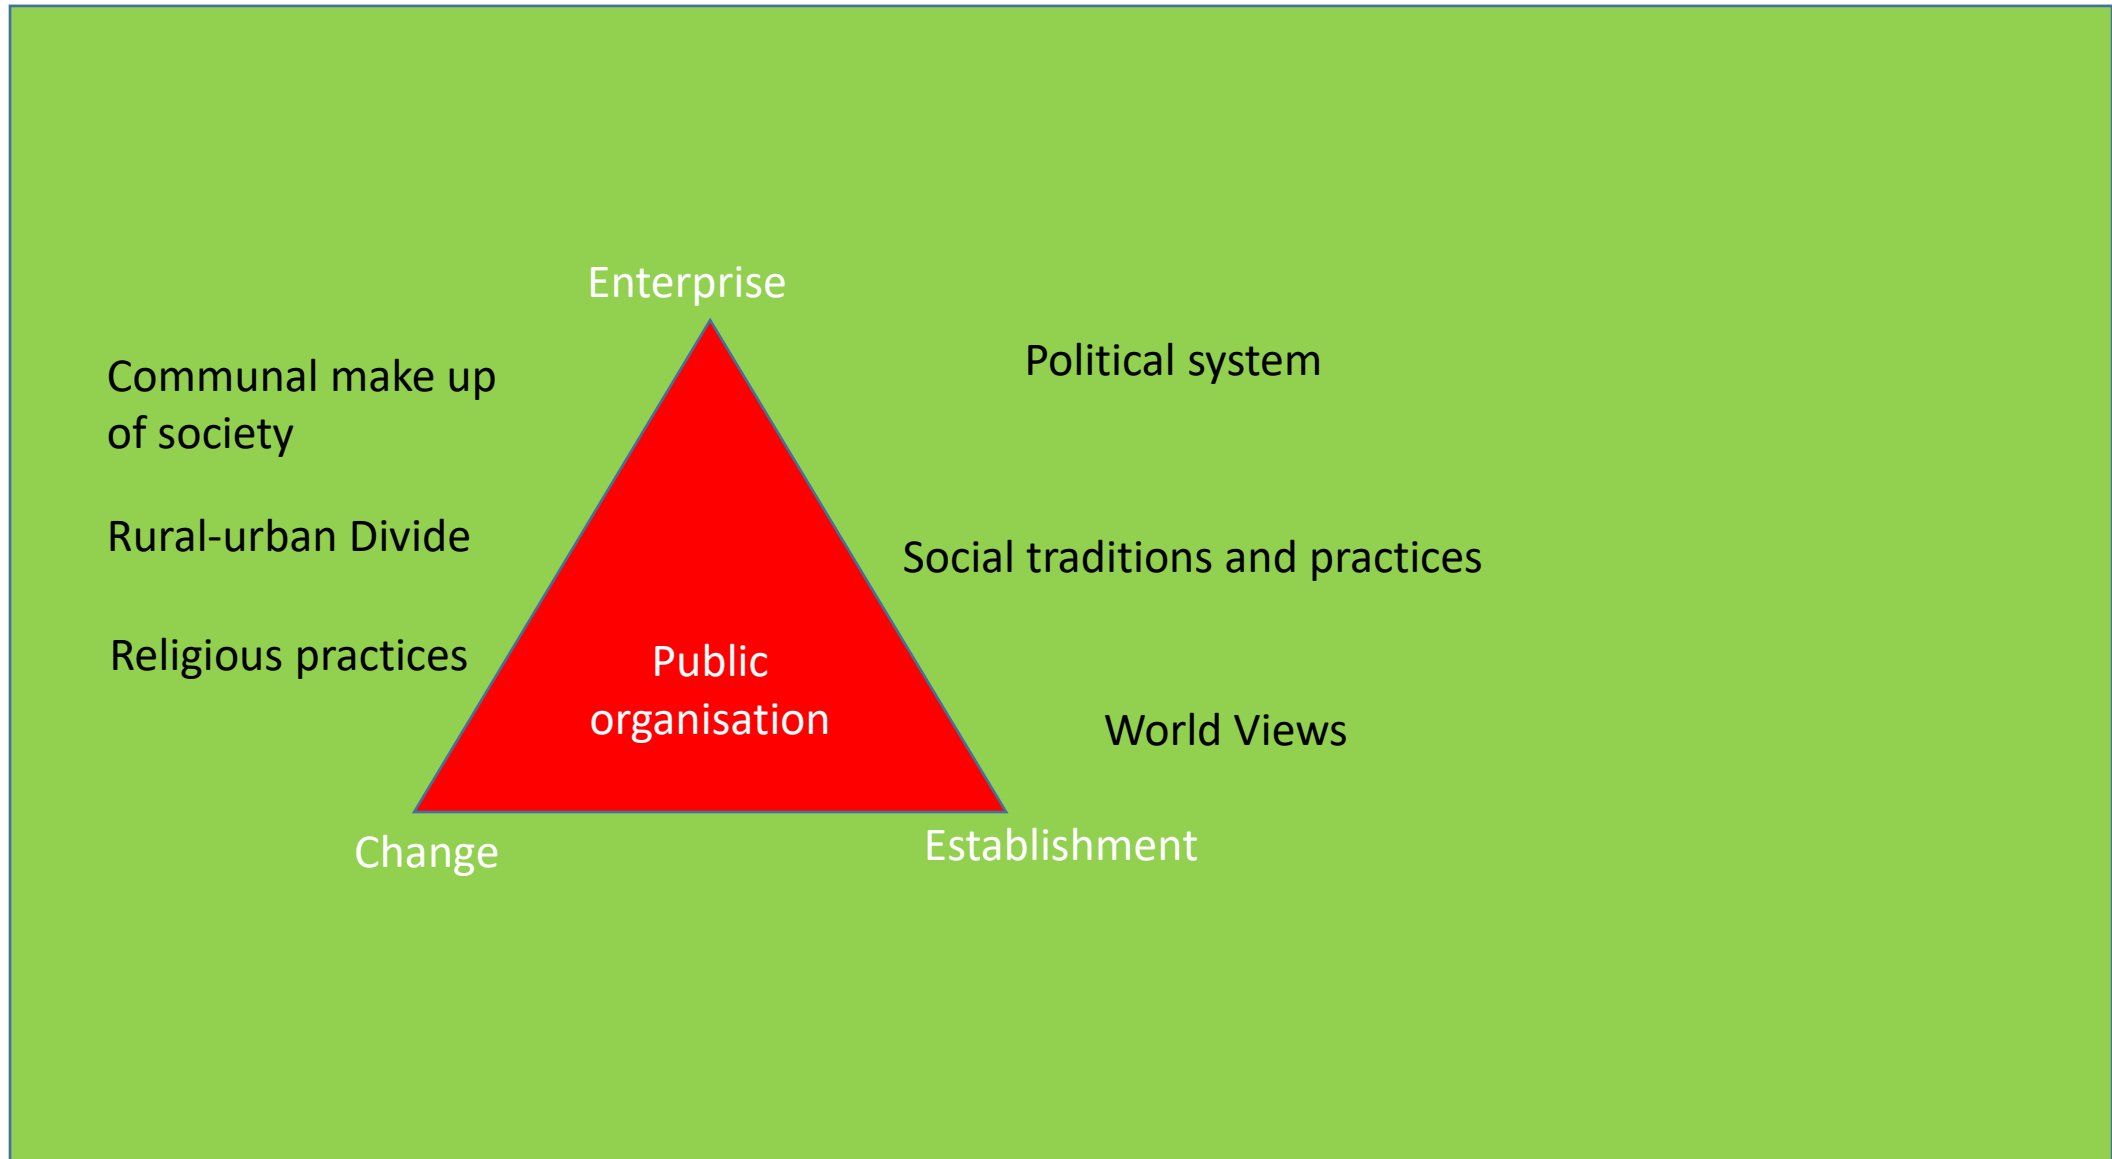 Enterprise
Communal make up
of society
Political system
Rural-urban Divide
Social traditions and practices
Religious practices
Public
organisation
World Views
Change
Establishment